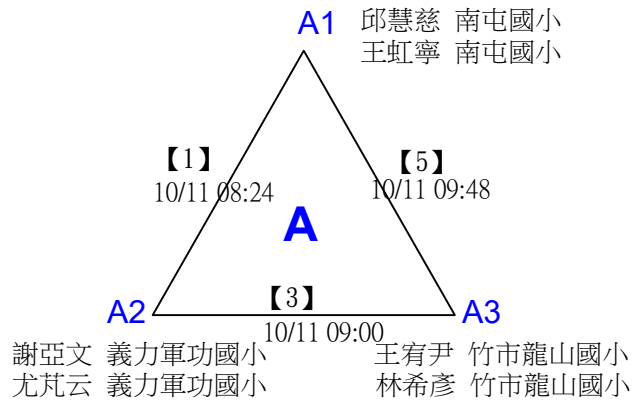 A1
邱慧慈 南屯國小
王虹寧 南屯國小
【1】
10/11 08:24
【5】
10/11 09:48
A
A2
【3】
10/11 09:00
A3
謝亞文 義力軍功國小
尤芃云 義力軍功國小
王宥尹 竹市龍山國小
林希彥 竹市龍山國小